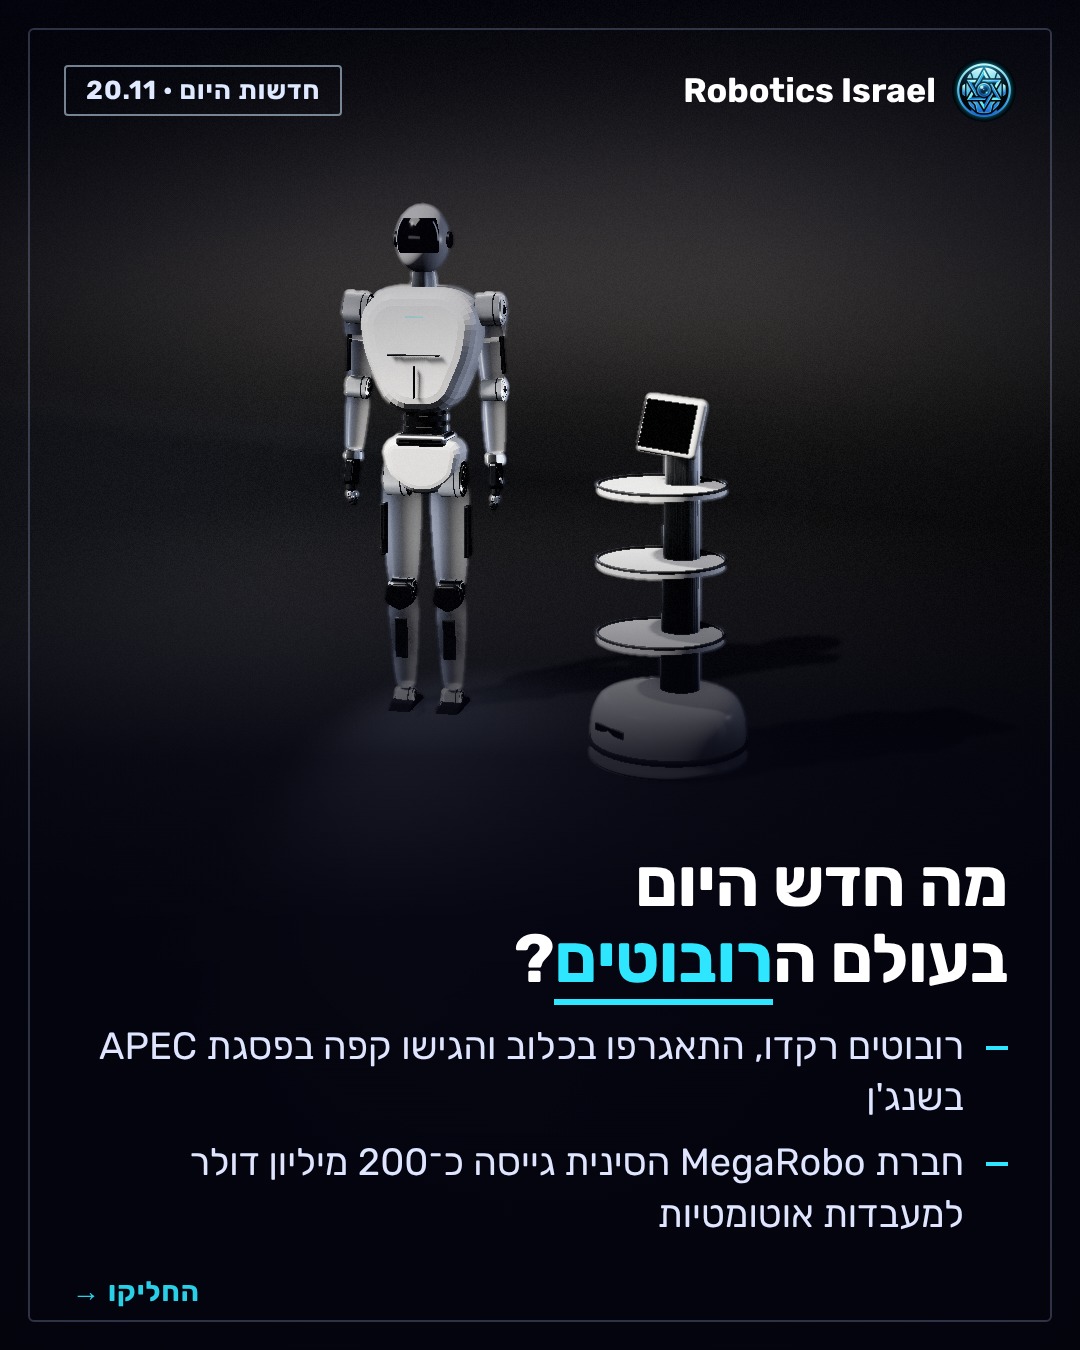 Robotics Israel
חדשות היום • 20.11
מה חדש היום
בעולם הרובוטים?
– רובוטים רקדו, התאגרפו בכלוב והגישו קפה בפסגת APEC
בשנג'ן
– חברת MegaRobo הסינית גייסה כ־200 מיליון דולר
למעבדות אוטומטיות
החליקו →